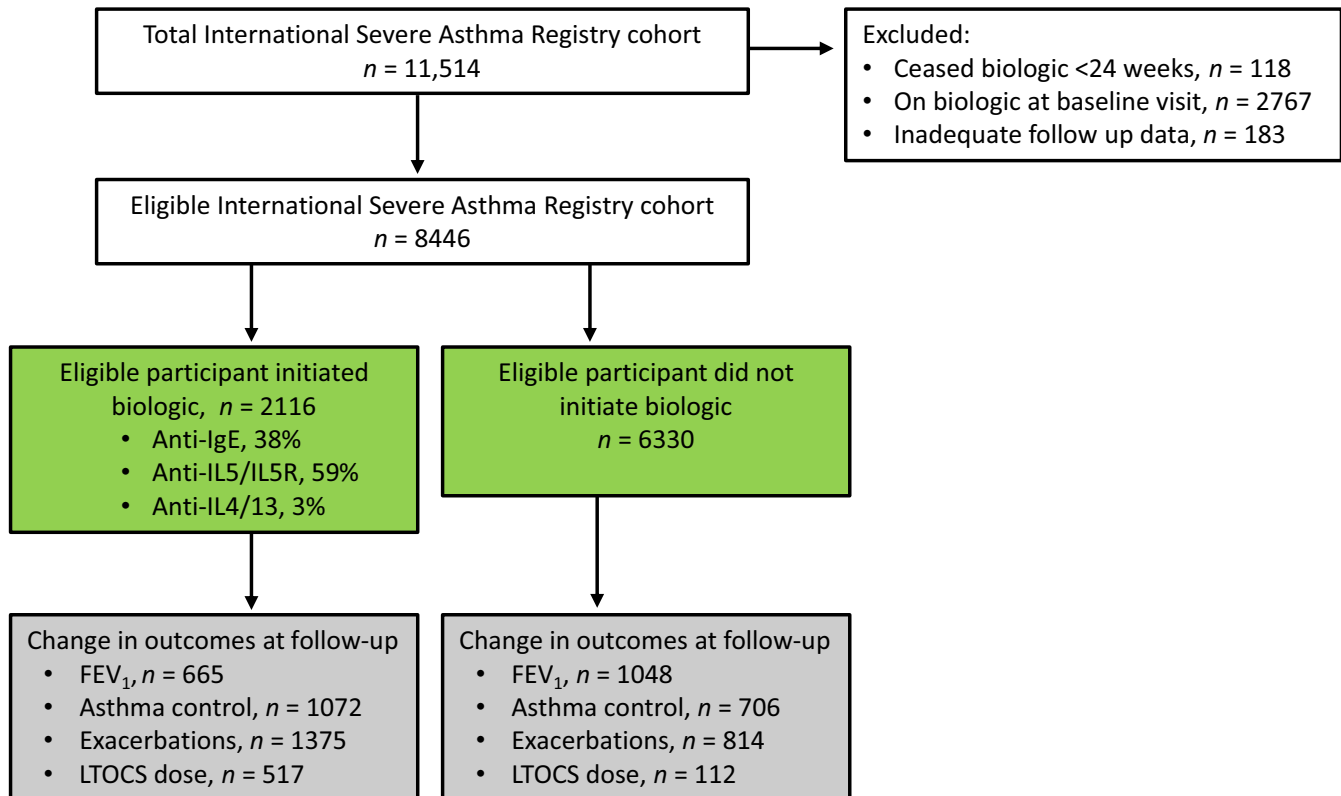 Total International Severe Asthma Registry cohort
n = 11,514
Excluded:
• Ceased biologic <24 weeks, n = 118
• On biologic at baseline visit, n = 2767
• Inadequate follow up data, n = 183
Eligible International Severe Asthma Registry cohort
n = 8446
Eligible participant initiated
biologic, n = 2116
• Anti-IgE, 38%
• Anti-IL5/IL5R, 59%
• Anti-IL4/13, 3%
Eligible participant did not
initiate biologic
n = 6330
Change in outcomes at follow-up
• FEV₁, n = 665
• Asthma control, n = 1072
• Exacerbations, n = 1375
• LTOCS dose, n = 517
Change in outcomes at follow-up
• FEV₁, n = 1048
• Asthma control, n = 706
• Exacerbations, n = 814
• LTOCS dose, n = 112